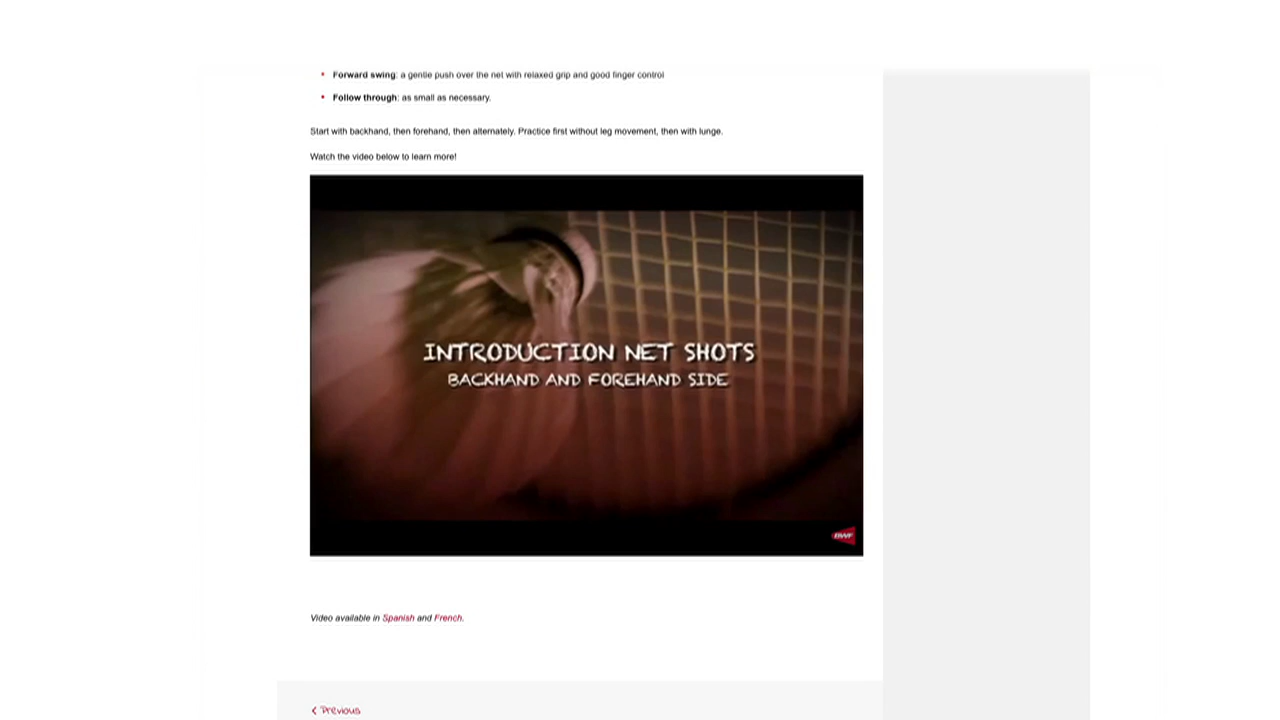 Forward swing: a gentle push over the net with relaxed grip and good finger control
Follow through: as small as necessary.
Start with backhand, then forehand, then alternately. Practice first without leg movement, then with lunge.
Watch the video below to learn more!
INTRODUCTION NET SHOTS
BACKHAND AND FOREHAND SIDE
BWF
Video available in Spanish and French.
< Previous